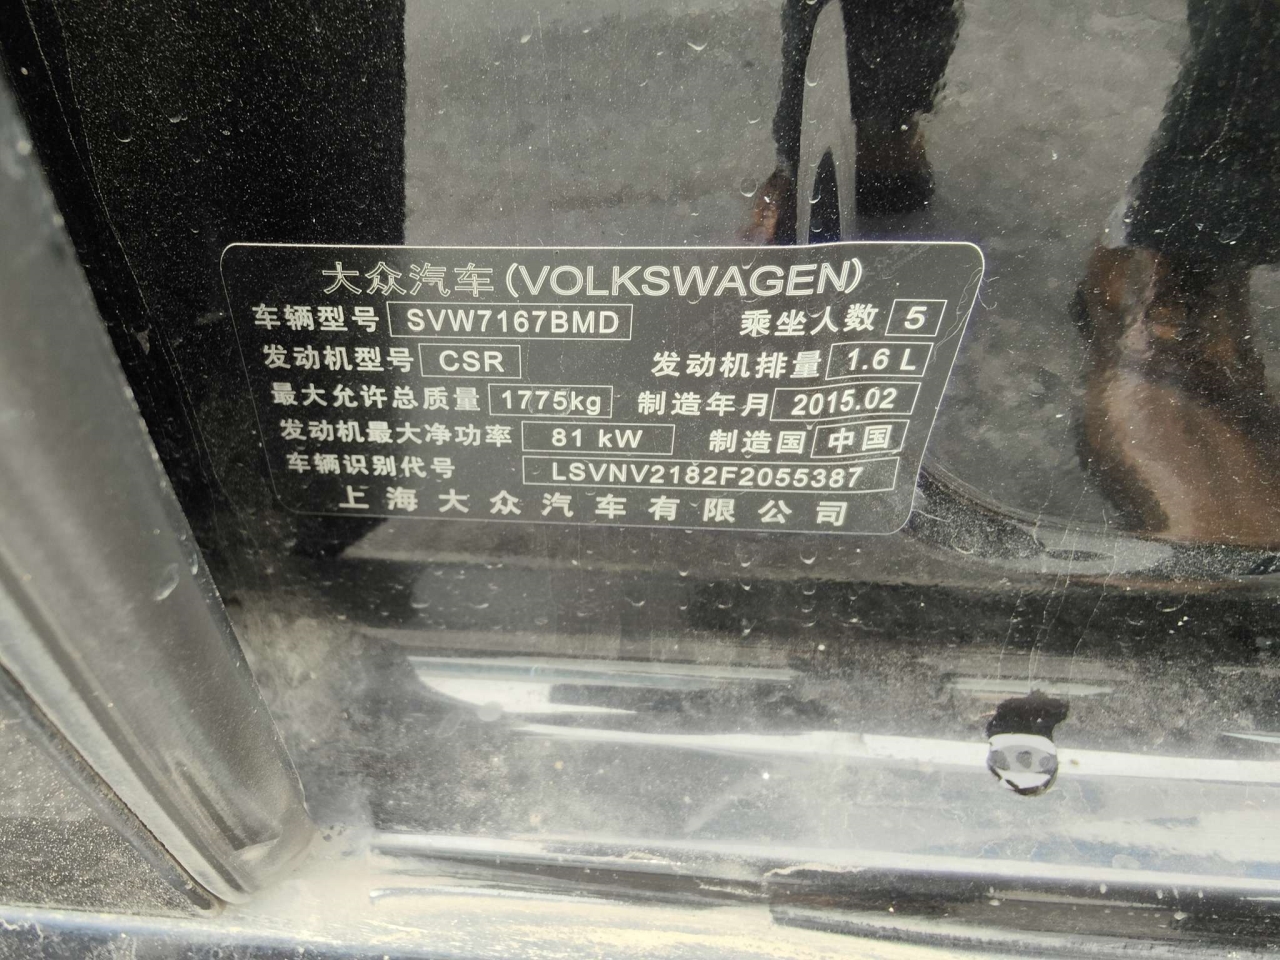 大众汽车(VOLKSWAGEN)
车辆型号 SVW7167BMD 乘坐人数 5
发动机型号 CSR 发动机排量 1.6 L
最大允许总质量 1775kg 制造年月 2015.02
发动机最大净功率 81 kW 制造国 中国
车辆识别代号 LSVNV2182F2055387
上海大众汽车有限公司